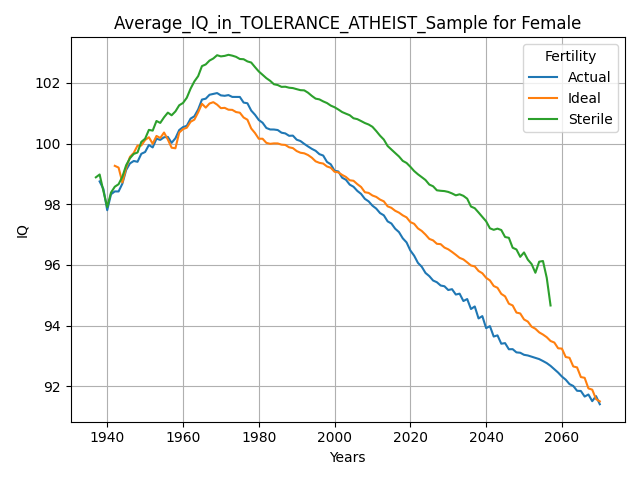 Average_IQ_in_TOLERANCE_ATHEIST_Sample for Female
Fertility
Actual
Ideal
Sterile
IQ
102
100
98
96
94
92
1940 1960 1980 2000 2020 2040 2060
Years